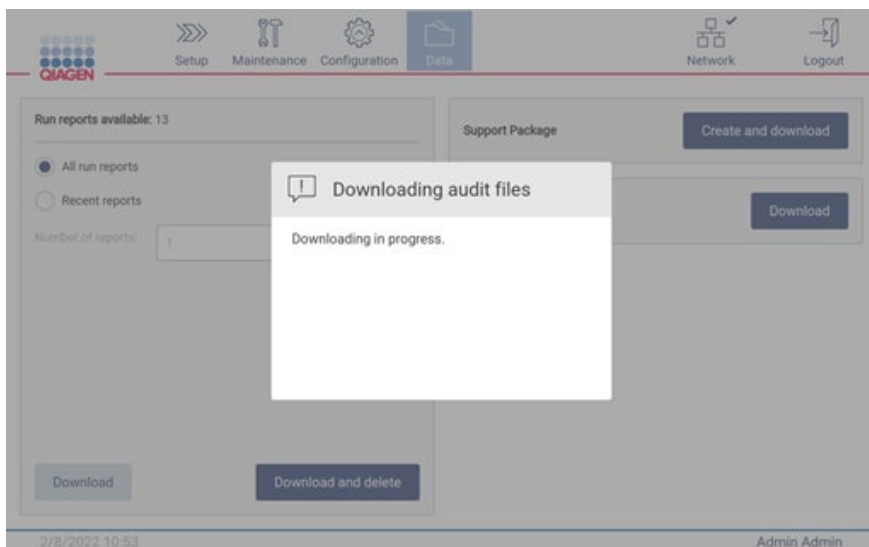 QIAGEN
Setup
Maintenance
Configuration
Data
Network
Logout
Run reports available: 13
All run reports
Recent reports
Number of reports:
1
Download
Download and delete
Support Package
Create and download
Download
Downloading audit files
Downloading in progress.
2/8/2022 10:53
Admin Admin